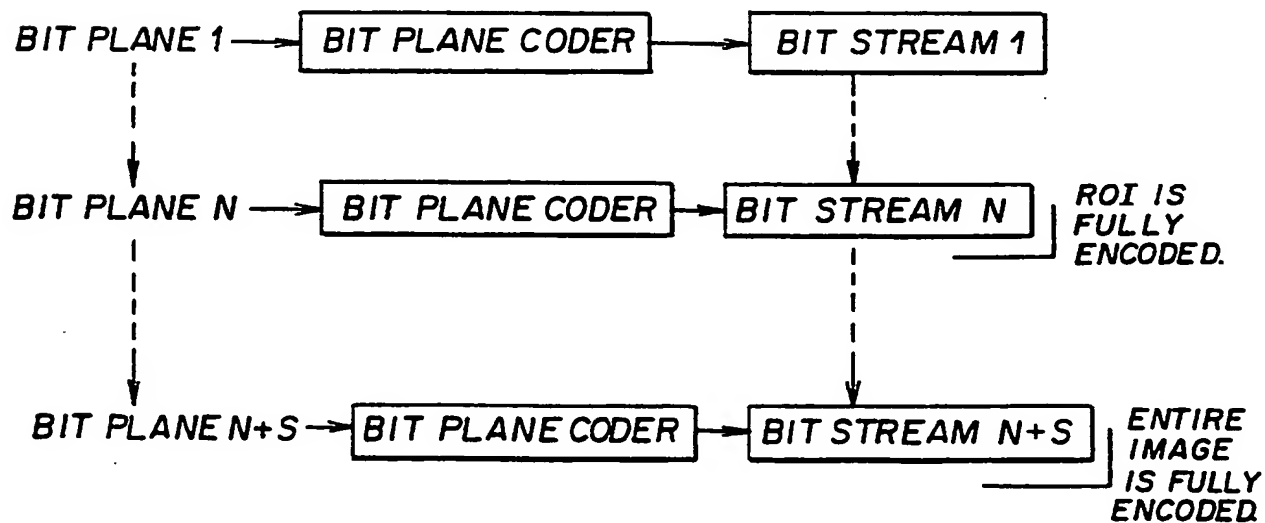 BIT PLANE 1
BIT PLANE CODER
BIT STREAM 1
BIT PLANE N
BIT PLANE CODER
BIT STREAM N
ROI IS
FULLY
ENCODED.
BIT PLANE N+S
BIT PLANE CODER
BIT STREAM N+S
ENTIRE
IMAGE
IS FULLY
ENCODED.